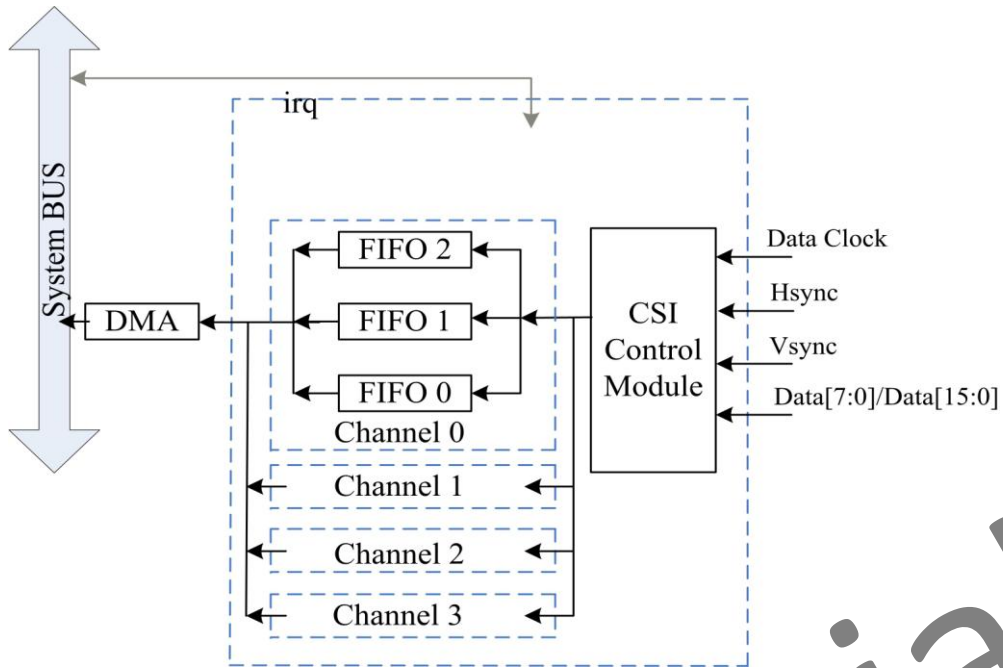 irq
System BUS
FIFO 2
Data Clock
DMA
FIFO 1
CSI
Control
Module
Hsync
Vsync
FIFO 0
Data[7:0]/Data[15:0]
Channel 0
Channel 1
Channel 2
Channel 3